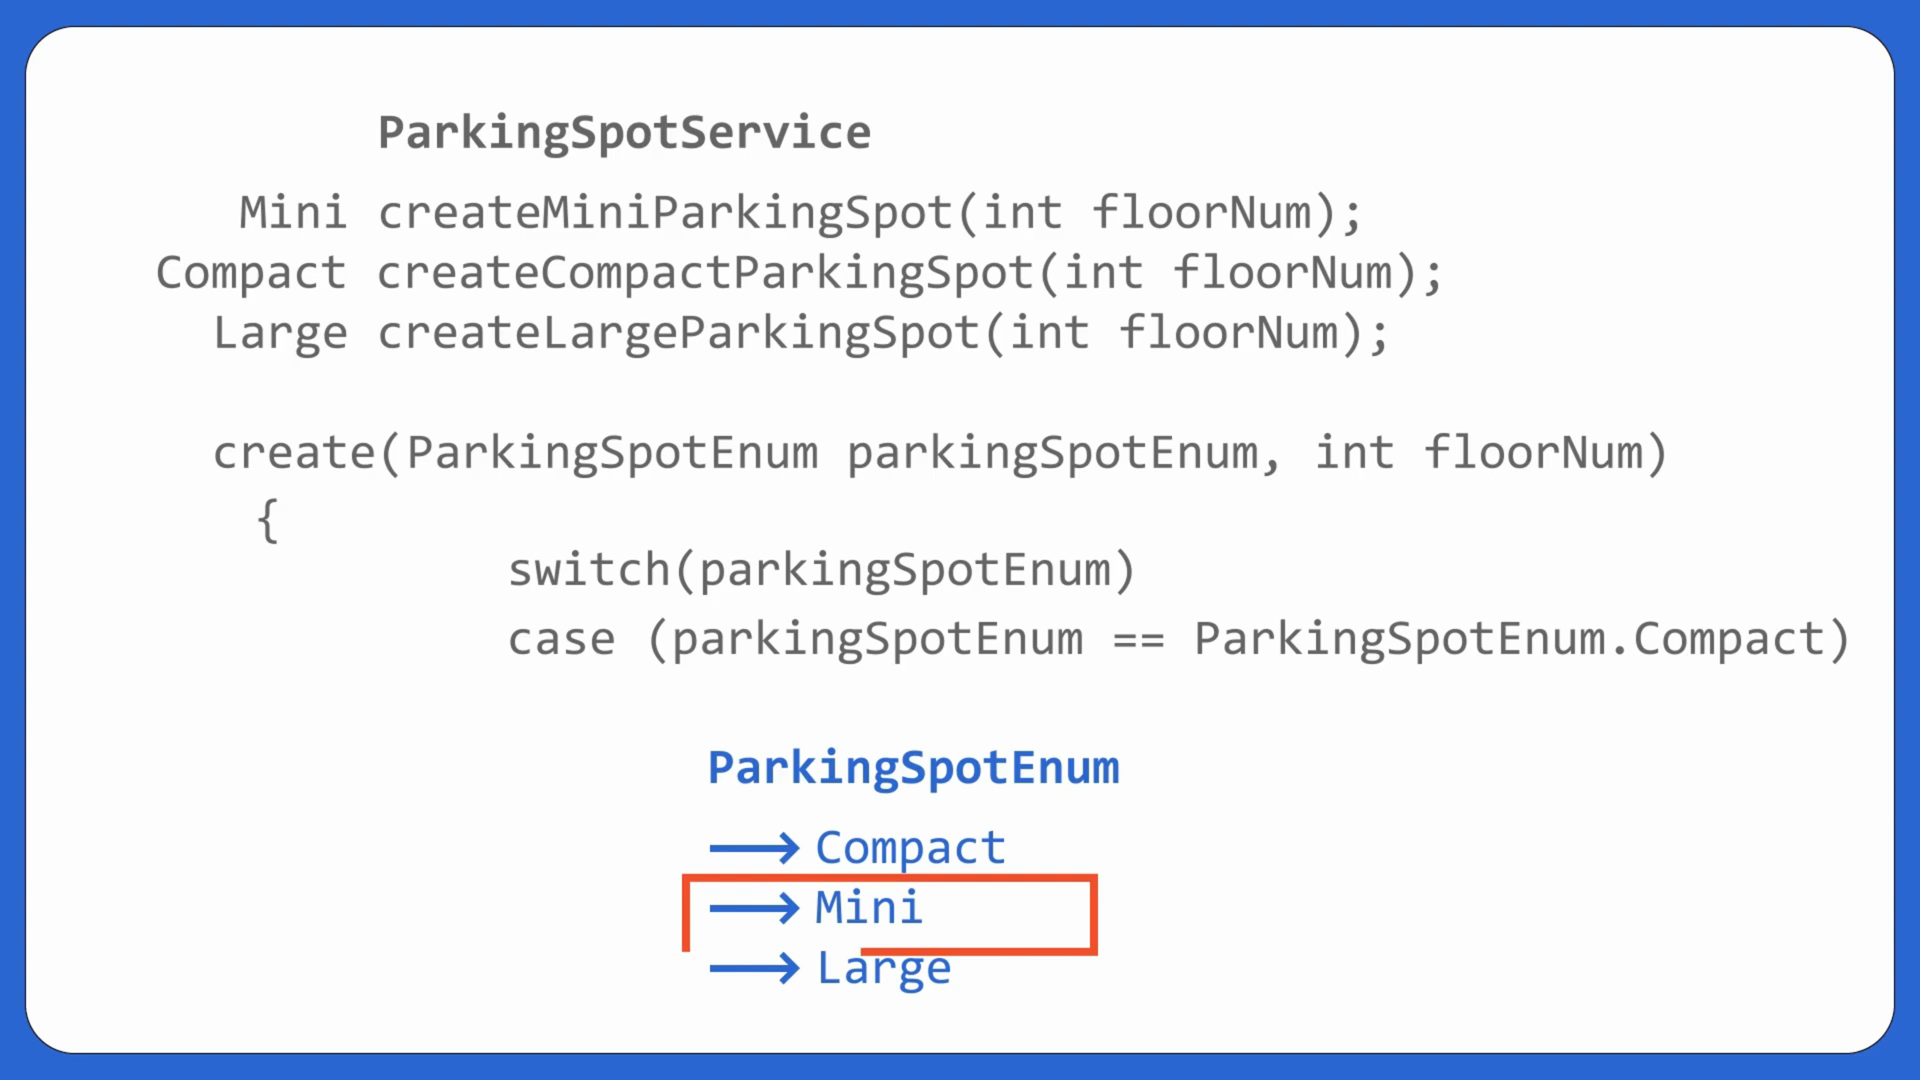 ParkingSpotService
Mini createMiniParkingSpot(int floorNum);
Compact createCompactParkingSpot(int floorNum);
Large createLargeParkingSpot(int floorNum);
create(ParkingSpotEnum parkingSpotEnum, int floorNum)
{
switch(parkingSpotEnum)
case (parkingSpotEnum == ParkingSpotEnum.Compact)
ParkingSpotEnum
Compact
Mini
Large